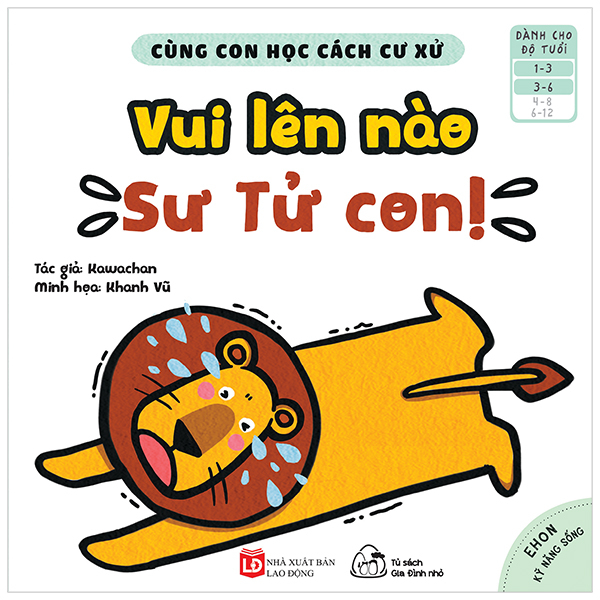 CÙNG CON HỌC CÁCH CƯ XỬ
DÀNH CHO
ĐỘ TUỔI
1-3
3-6
4-8
6-12
Vui lên nào
Sư Tử con!
Tác giả: Kawachan
Minh họa: Khanh Vũ
EHON
KỸ NĂNG SỐNG
LĐ
NHÀ XUẤT BẢN
LAO ĐỘNG
Tủ sách
Gia Đình nhỏ